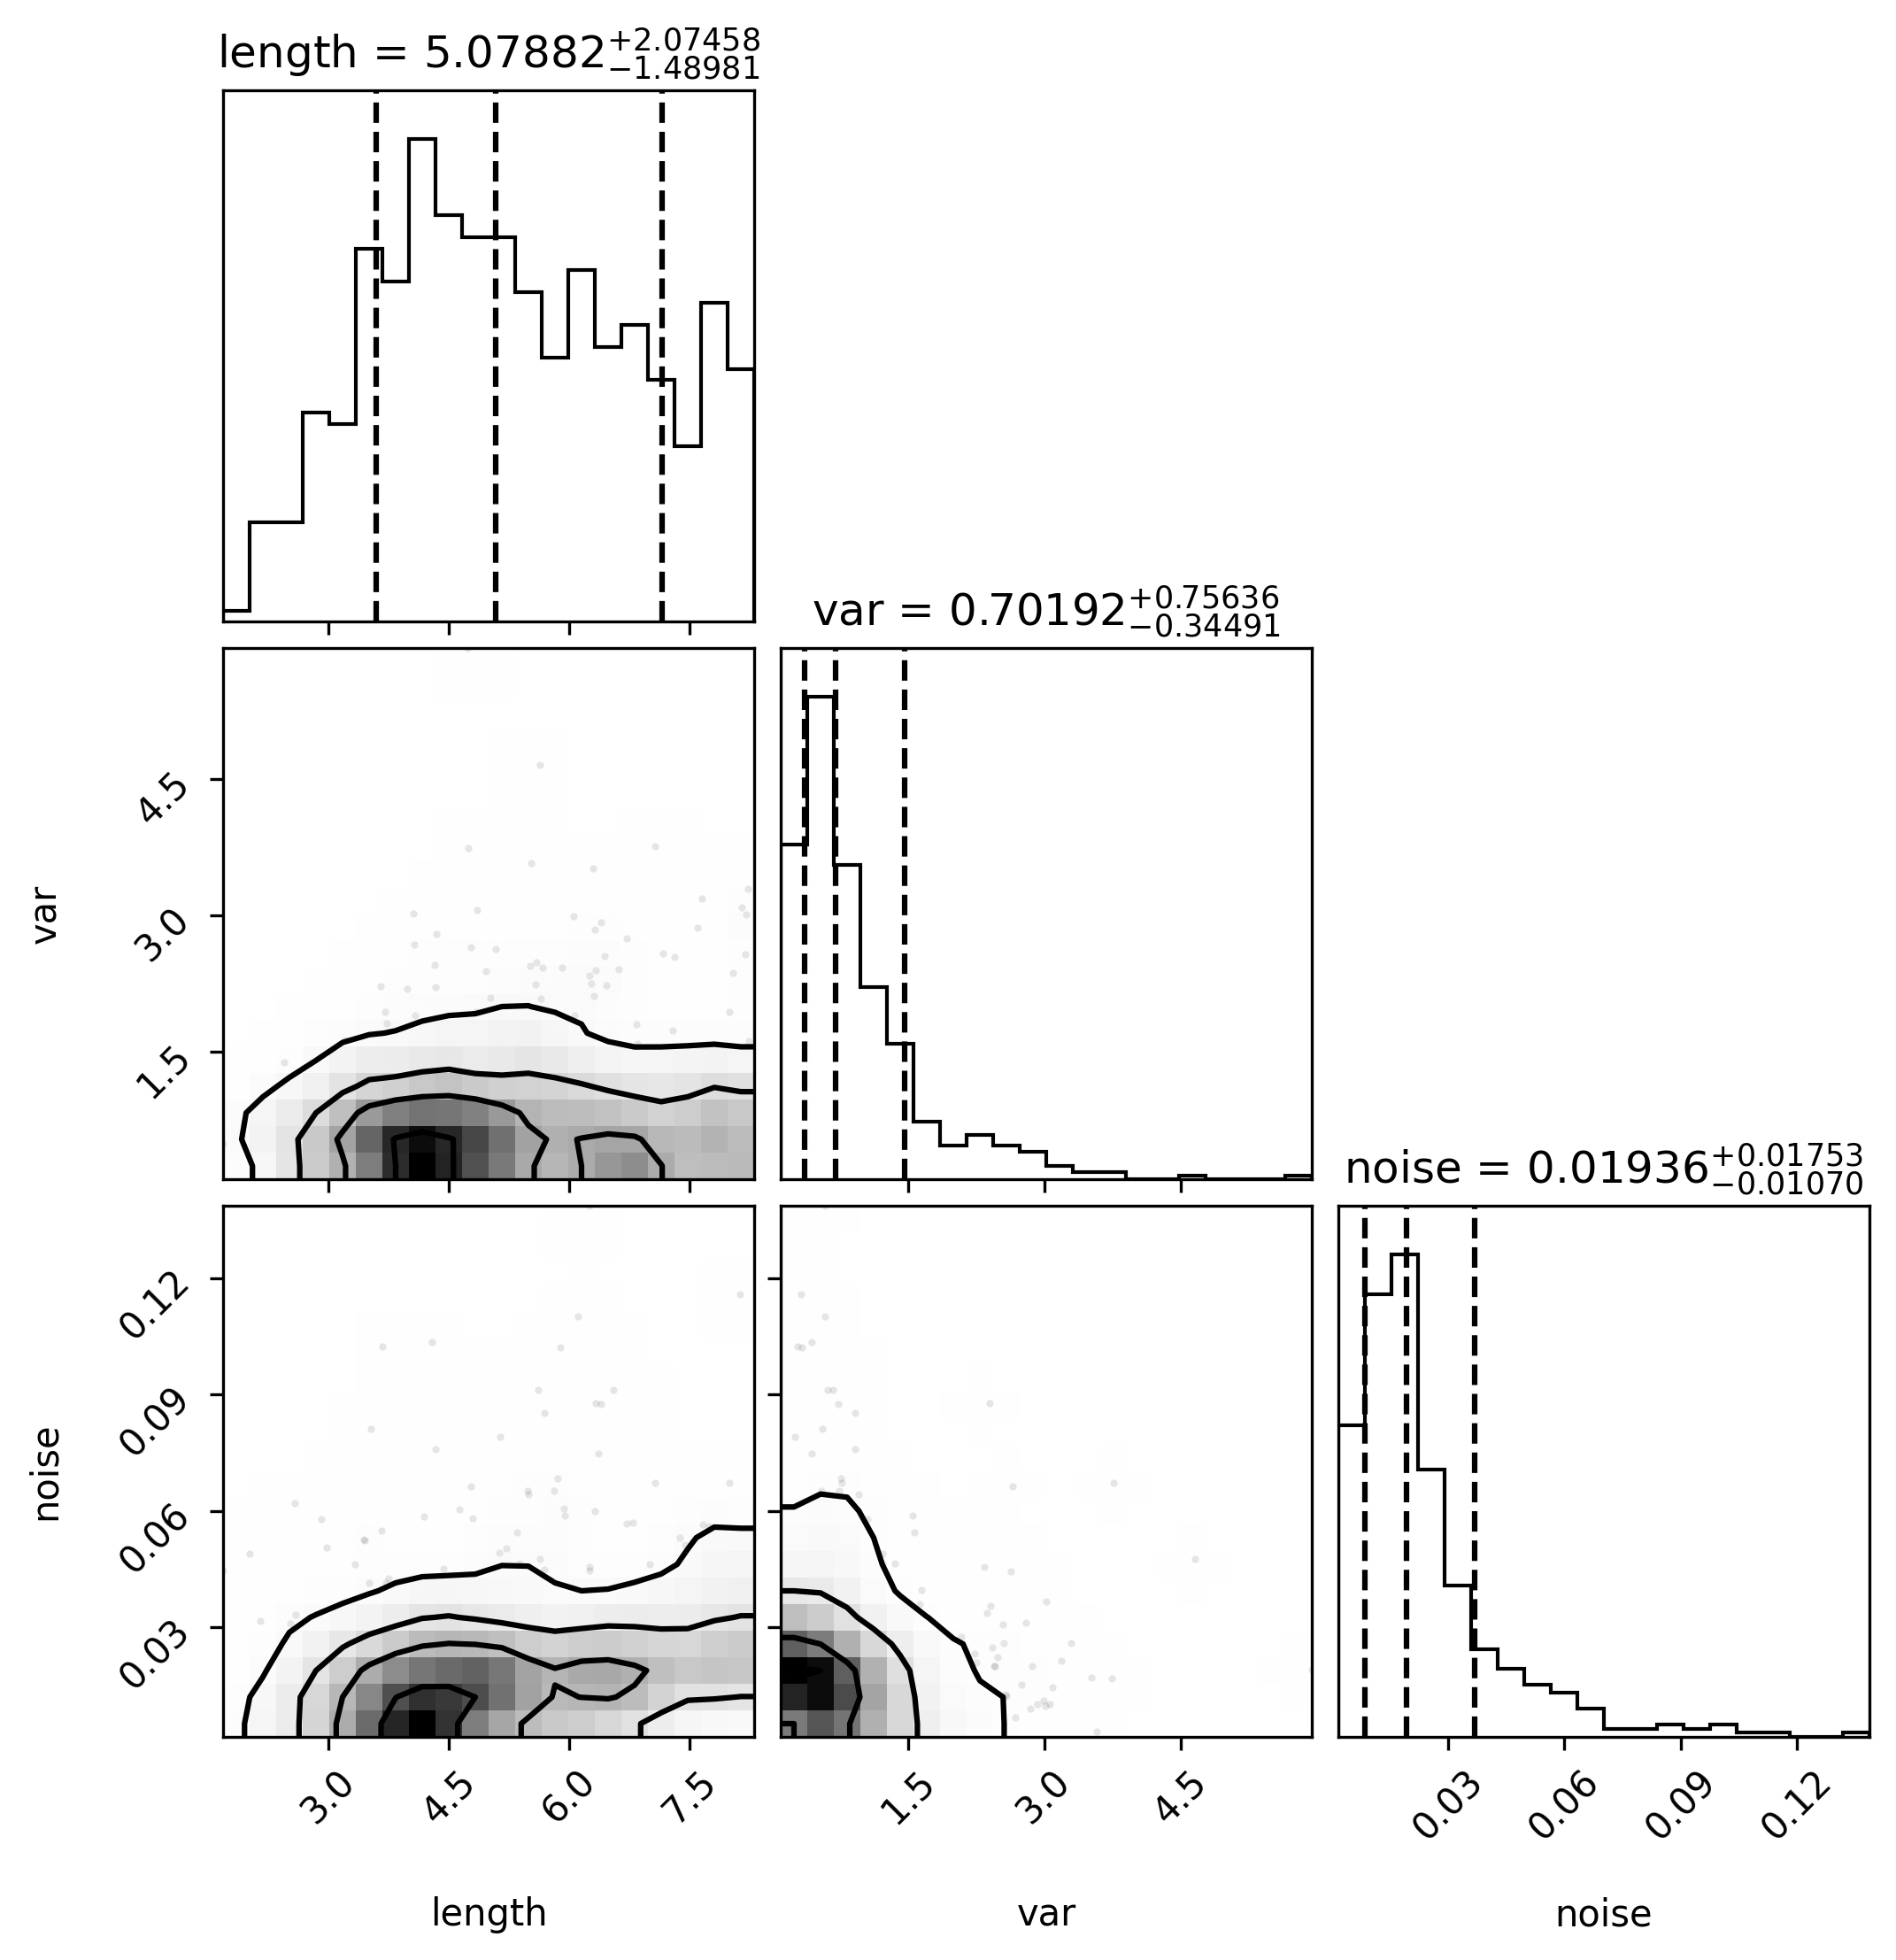 length = 5.07882+2.07458−1.48981
var = 0.70192+0.75636−0.34491
4.5
3.0
1.5
var
noise = 0.01936+0.01753−0.01070
0.12
0.09
0.06
0.03
noise
3.0 4.5 6.0 7.5 1.5 3.0 4.5 0.03 0.06 0.09 0.12
length var noise